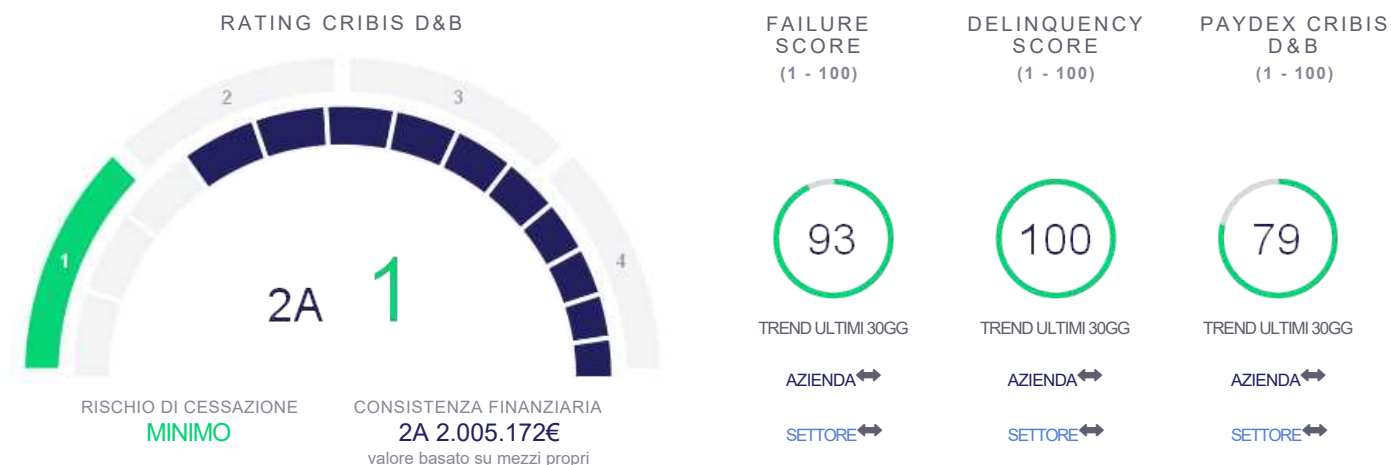 RATING CRIBIS D&B
2
3
1
4
2A 1
RISCHIO DI CESSAZIONE
MINIMO
CONSISTENZA FINANZIARIA
2A 2.005.172€
valore basato su mezzi propri
FAILURE
SCORE
(1 - 100)
93
TREND ULTIMI 30GG
AZIENDA
SETTORE
DELINQUENCY
SCORE
(1 - 100)
100
TREND ULTIMI 30GG
AZIENDA
SETTORE
PAYDEX CRIBIS
D&B
(1 - 100)
79
TREND ULTIMI 30GG
AZIENDA
SETTORE